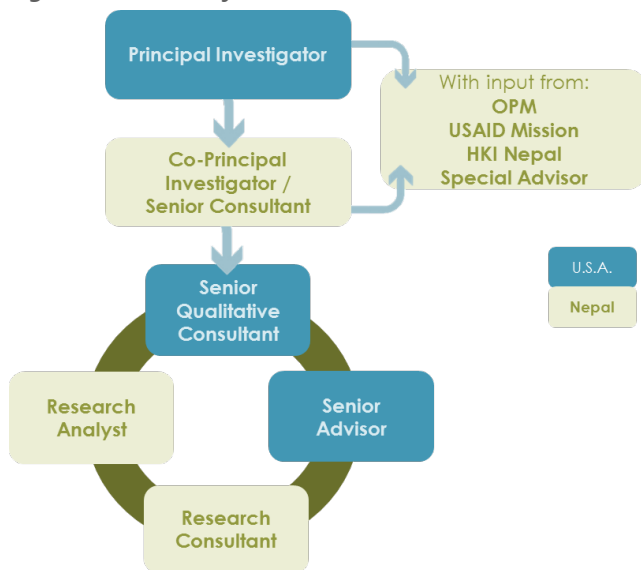 Principal Investigator
With input from:
OPM
USAID Mission
HKI Nepal
Special Advisor
Co-Principal
Investigator /
Senior Consultant
U.S.A.
Nepal
Senior
Qualitative
Consultant
Research
Analyst
Senior
Advisor
Research
Consultant